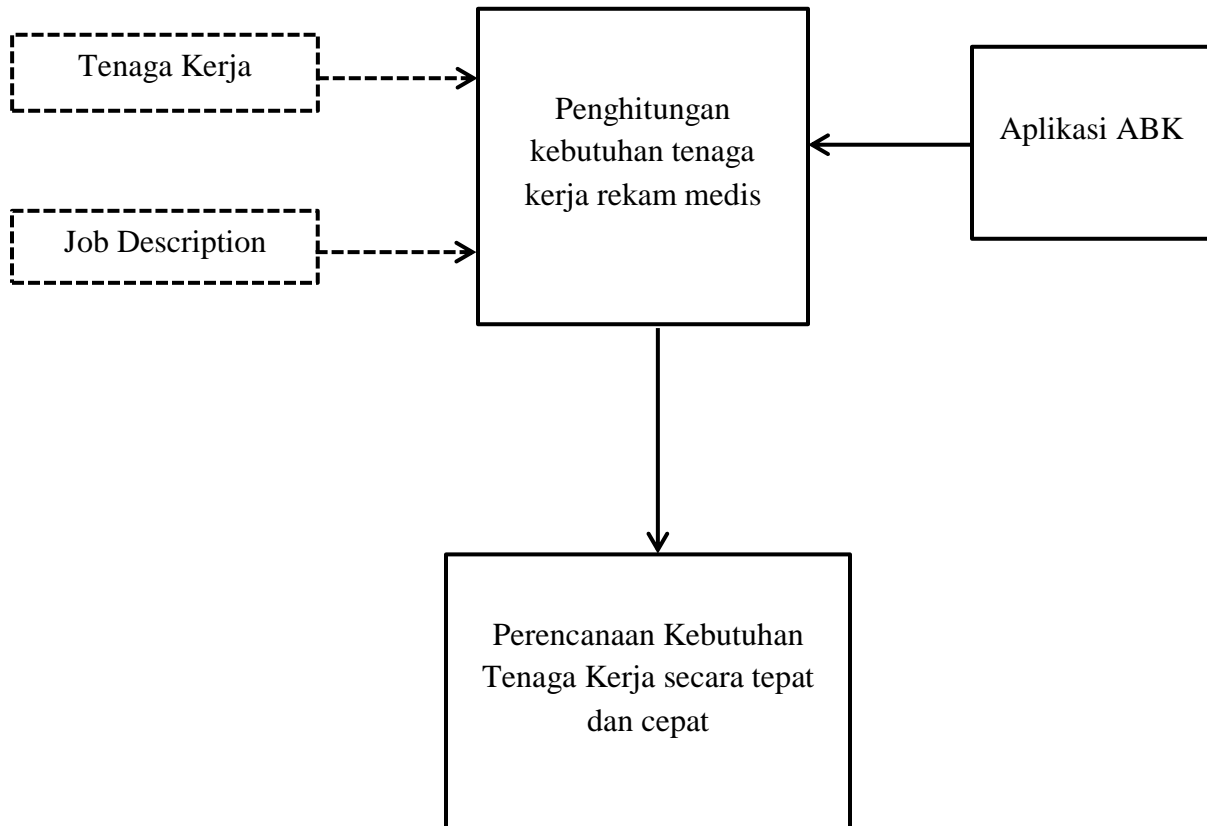 Tenaga Kerja
Job Description
Penghitungan
kebutuhan tenaga
kerja rekam medis
Aplikasi ABK
Perencanaan Kebutuhan
Tenaga Kerja secara tepat
dan cepat